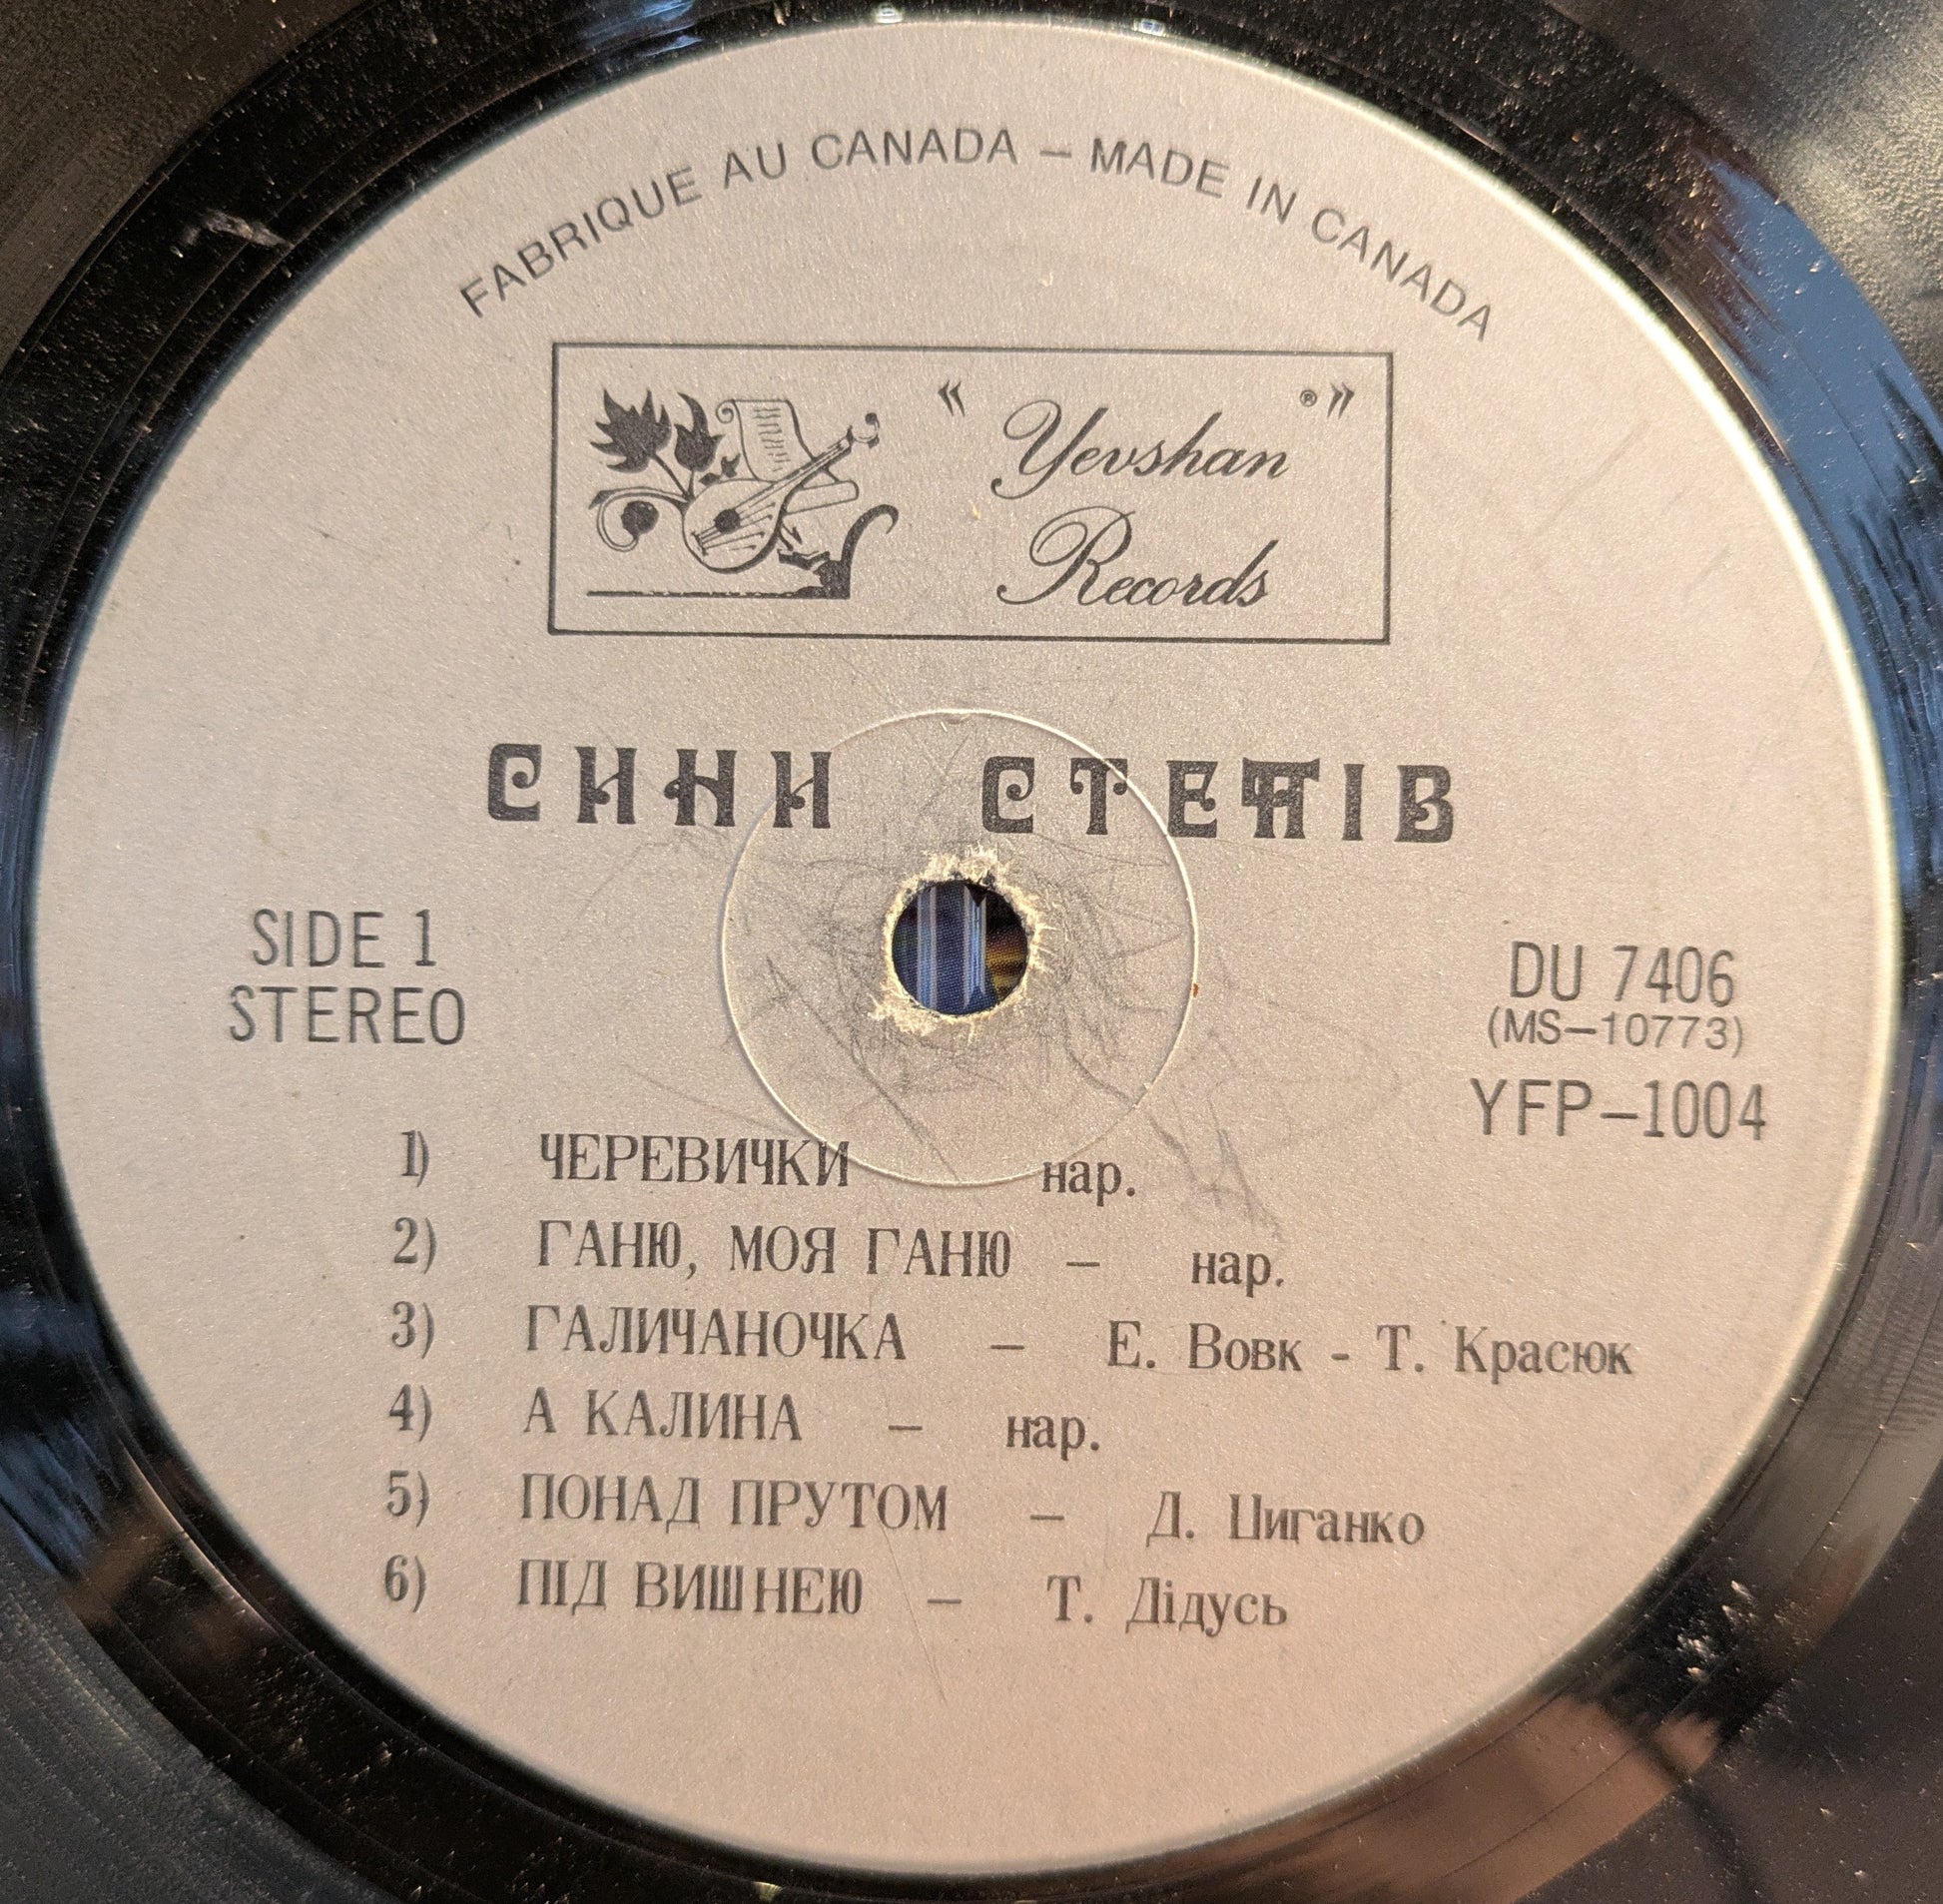 FABRIQUE AU CANADA – MADE IN CANADA
« Yevshan ® »
Records
СИНИ СТЕПІВ
SIDE 1
STEREO
DU 7406
(MS–10773)
YFP–1004
1) ЧЕРЕВИЧКИ нар.
2) ГАНЮ, МОЯ ГАНЮ – нар.
3) ГАЛИЧАНОЧКА – Е. Вовк - Т. Красюк
4) А КАЛИНА – нар.
5) ПОНАД ПРУТОМ – Д. Циганко
6) ПІД ВИШНЕЮ – Т. Дідусь